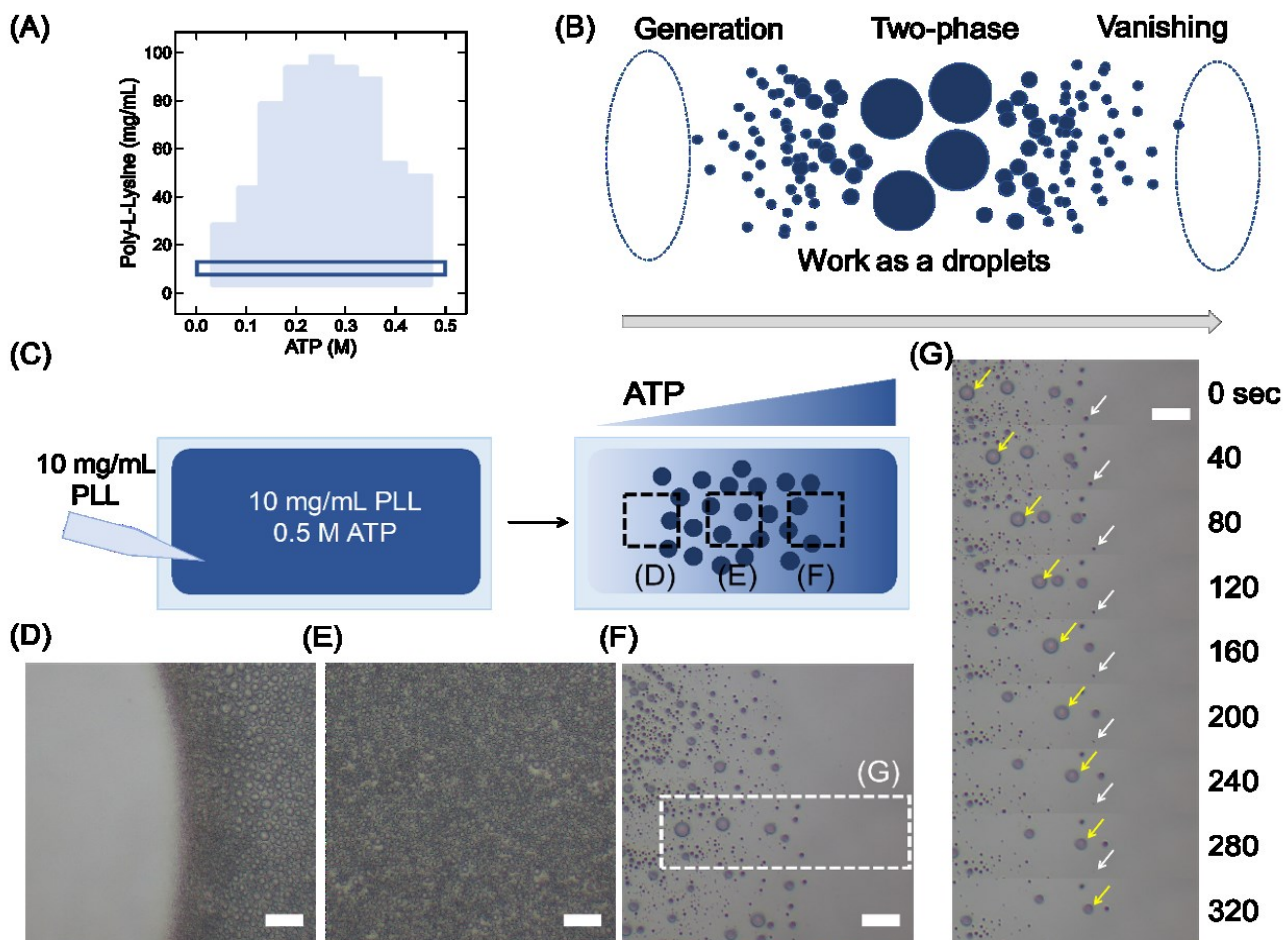 (A)
Poly-L-Lysine (mg/mL)
100
80
60
40
20
0
0.0 0.1 0.2 0.3 0.4 0.5
ATP (M)
(B)
Generation Two-phase Vanishing
Work as a droplets
(C)
10 mg/mL
PLL
10 mg/mL PLL
0.5 M ATP
ATP
(D) (E) (F)
(D)
(E)
(F)
(G)
(G)
0 sec
40
80
120
160
200
240
280
320